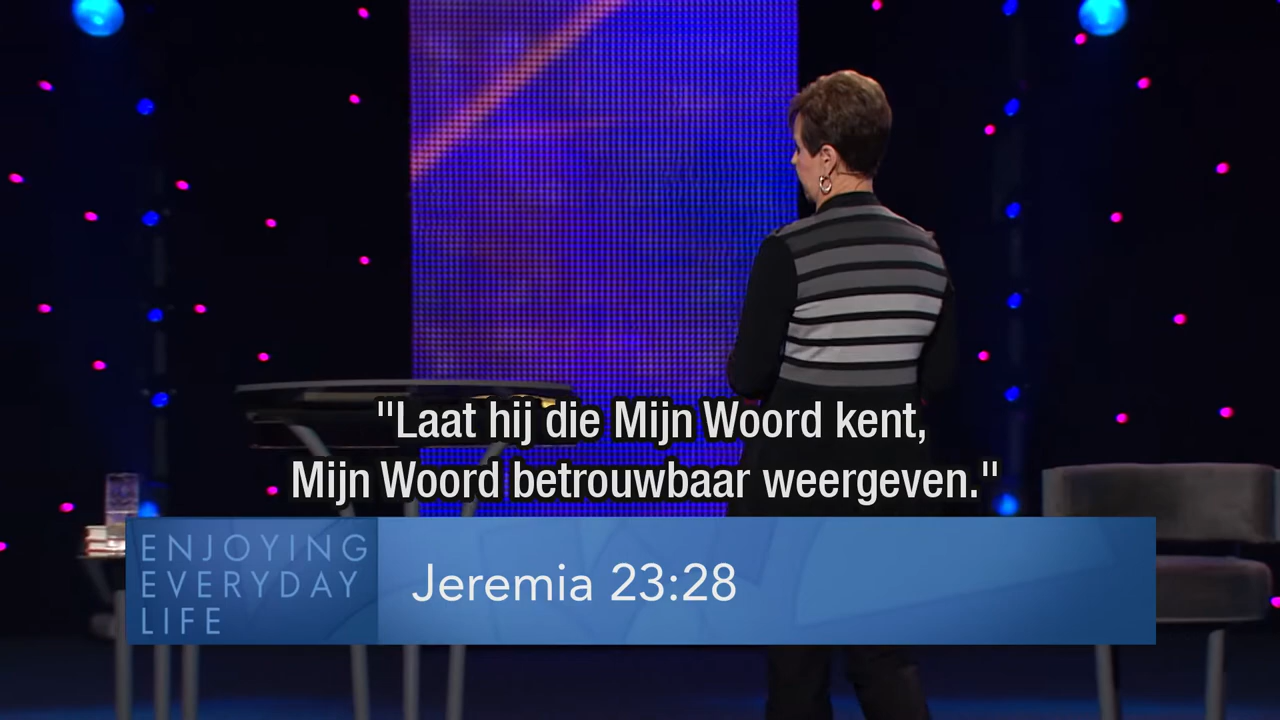 "Laat hij die Mijn Woord kent,
Mijn Woord betrouwbaar weergeven."
ENJOYING
EVERYDAY
LIFE
Jeremia 23:28